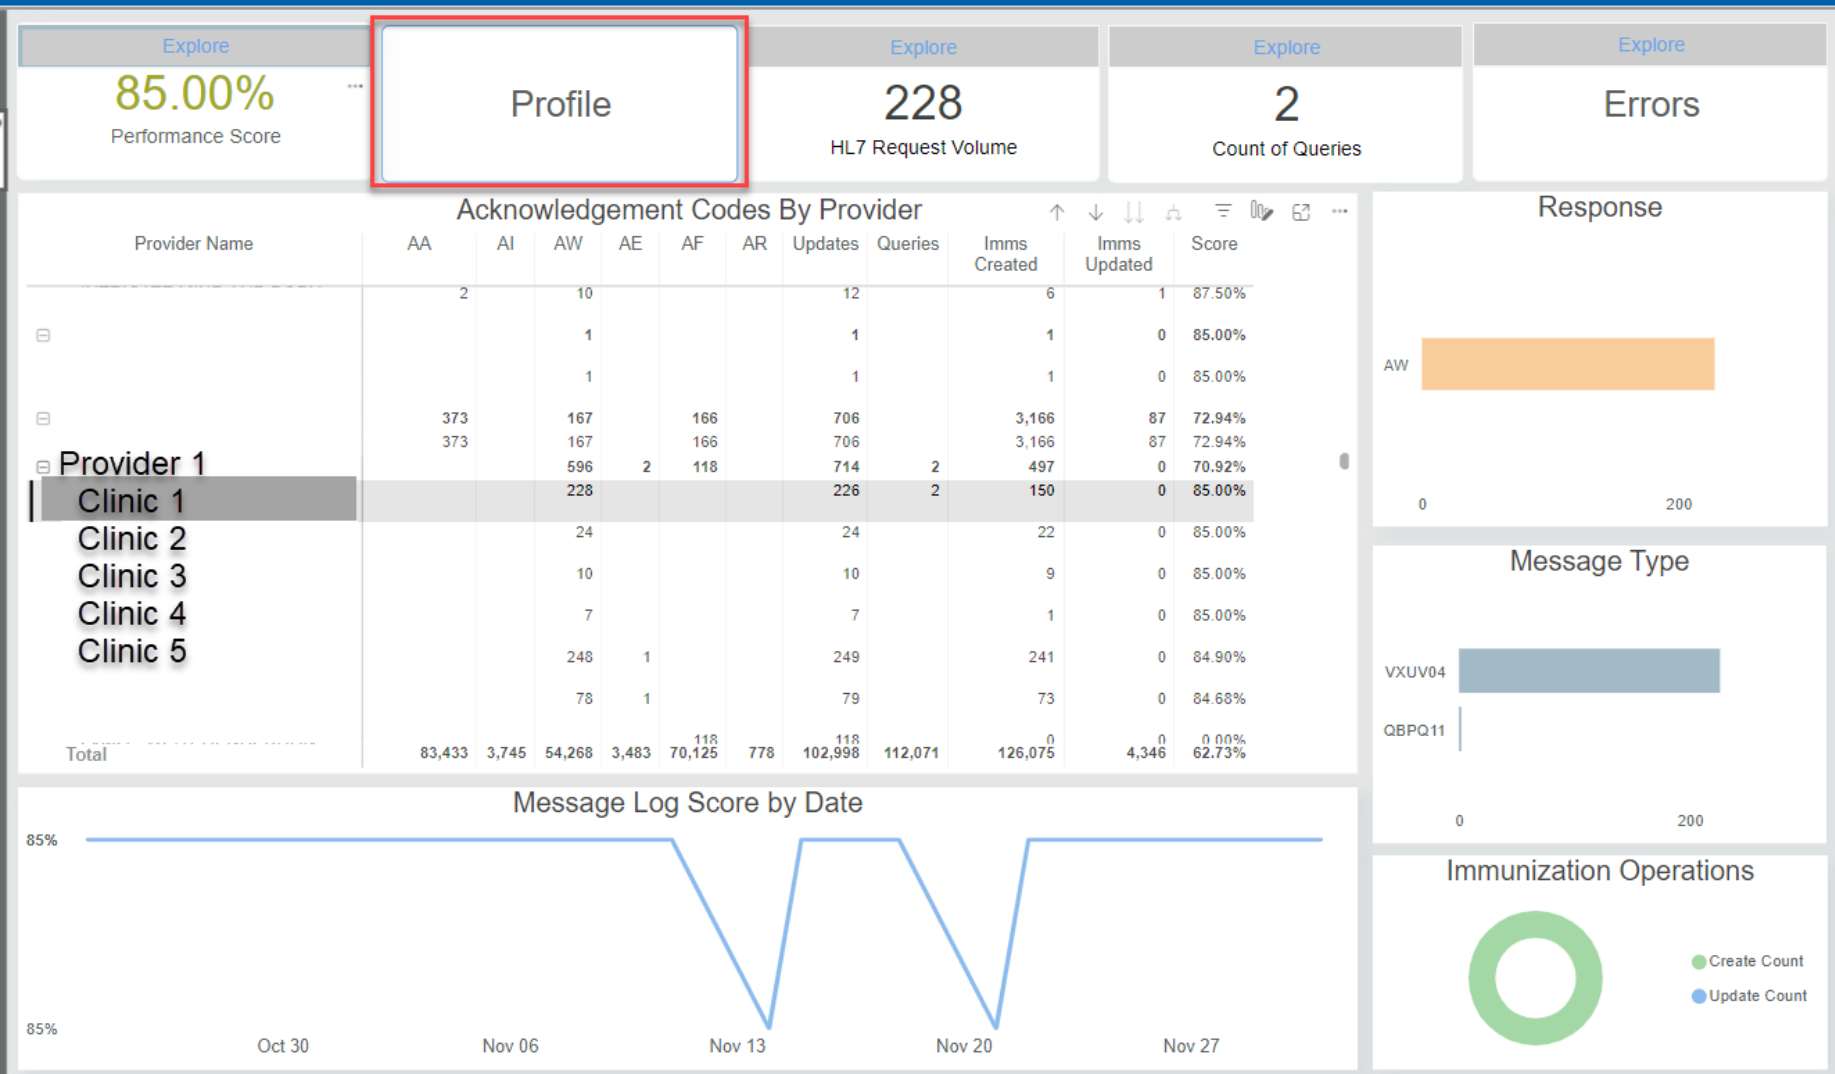 Explore
85.00%
Performance Score
Profile
Explore
228
HL7 Request Volume
Explore
2
Count of Queries
Explore
Errors
Acknowledgement Codes By Provider
Provider Name AA AI AW AE AF AR Updates Queries Imms Created Imms Updated Score
2 10 12 6 1 87.50%
1 1 1 0 85.00%
1 1 1 0 85.00%
373 167 166 706 3,166 87 72.94%
373 167 166 706 3,166 87 72.94%
Provider 1 596 2 118 714 2 497 0 70.92%
Clinic 1 228 226 2 150 0 85.00%
Clinic 2 24 24 22 0 85.00%
Clinic 3 10 10 9 0 85.00%
Clinic 4 7 7 1 0 85.00%
Clinic 5 248 1 249 241 0 84.90%
78 1 79 73 0 84.68%
118 118 0 0 0.00%
Total 83,433 3,745 54,268 3,483 70,125 778 102,998 112,071 126,075 4,346 62.73%
Response
AW
0 200
Message Type
VXUV04
QBPQ11
0 200
Message Log Score by Date
85%
85%
Oct 30 Nov 06 Nov 13 Nov 20 Nov 27
Immunization Operations
Create Count
Update Count